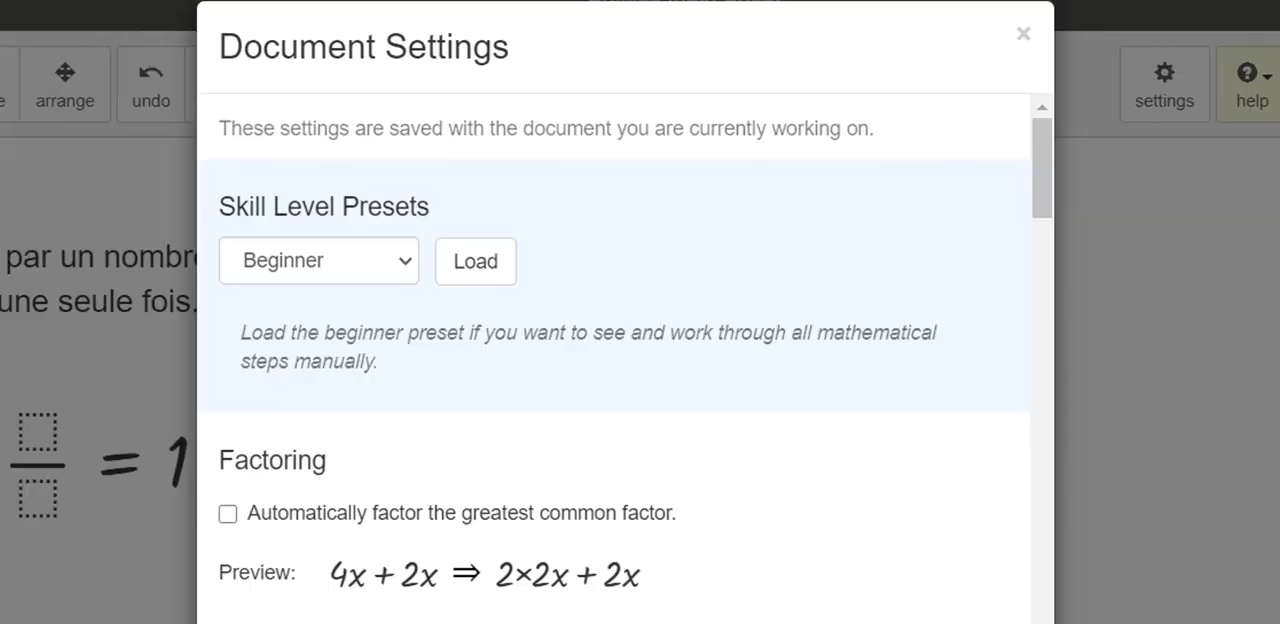 Document Settings
×
arrange
undo
settings
help
These settings are saved with the document you are currently working on.
Skill Level Presets
Beginner
Load
Load the beginner preset if you want to see and work through all mathematical
steps manually.
par un nombr
une seule fois.
= 1
Factoring
Automatically factor the greatest common factor.
Preview: 4x + 2x ⇒ 2×2x + 2x